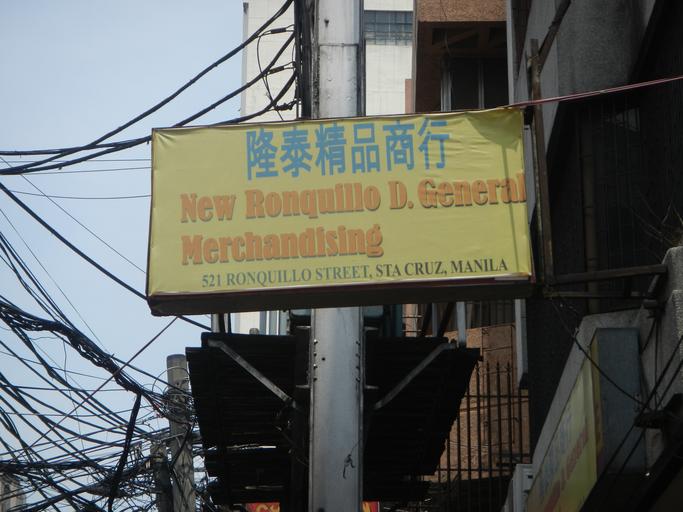 隆泰精品商行
New Ronquillo D. General
Merchandising
521 RONQUILLO STREET, STA CRUZ, MANILA